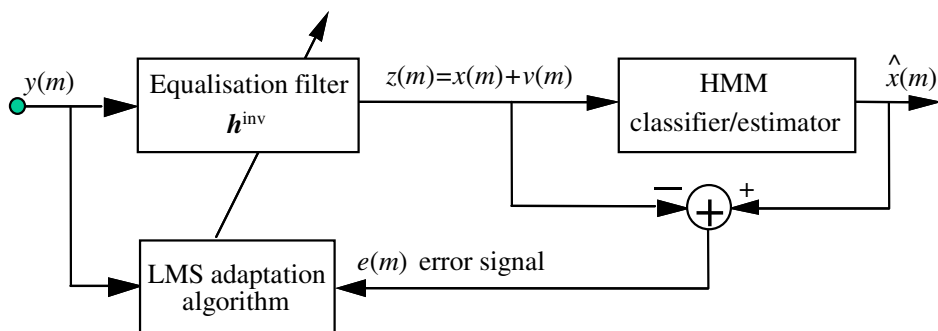 y(m)
Equalisation filter
h^inv
z(m)=x(m)+v(m)
HMM
classifier/estimator
x̂(m)
−
+
+
LMS adaptation
algorithm
e(m) error signal